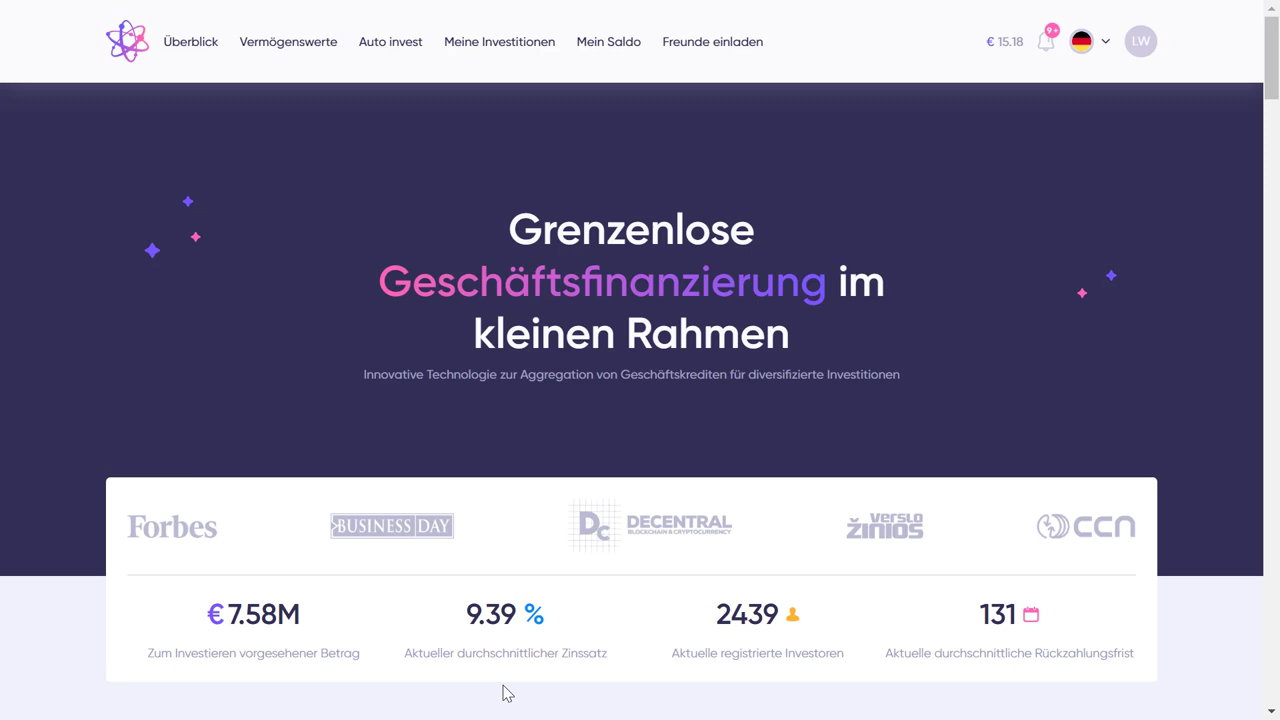 Überblick Vermögenswerte Auto invest Meine Investitionen Mein Saldo Freunde einladen € 15.18 9+ LW
Grenzenlose
Geschäftsfinanzierung im
kleinen Rahmen
Innovative Technologie zur Aggregation von Geschäftskrediten für diversifizierte Investitionen
Forbes BUSINESS DAY DC DECENTRAL VERSLO ŽINIOS CCN
BLOCKCHAIN & CRYPTOCURRENCY
€ 7.58M 9.39 % 2439 131
Zum Investieren vorgesehener Betrag Aktueller durchschnittlicher Zinssatz Aktuelle registrierte Investoren Aktuelle durchschnittliche Rückzahlungsfrist